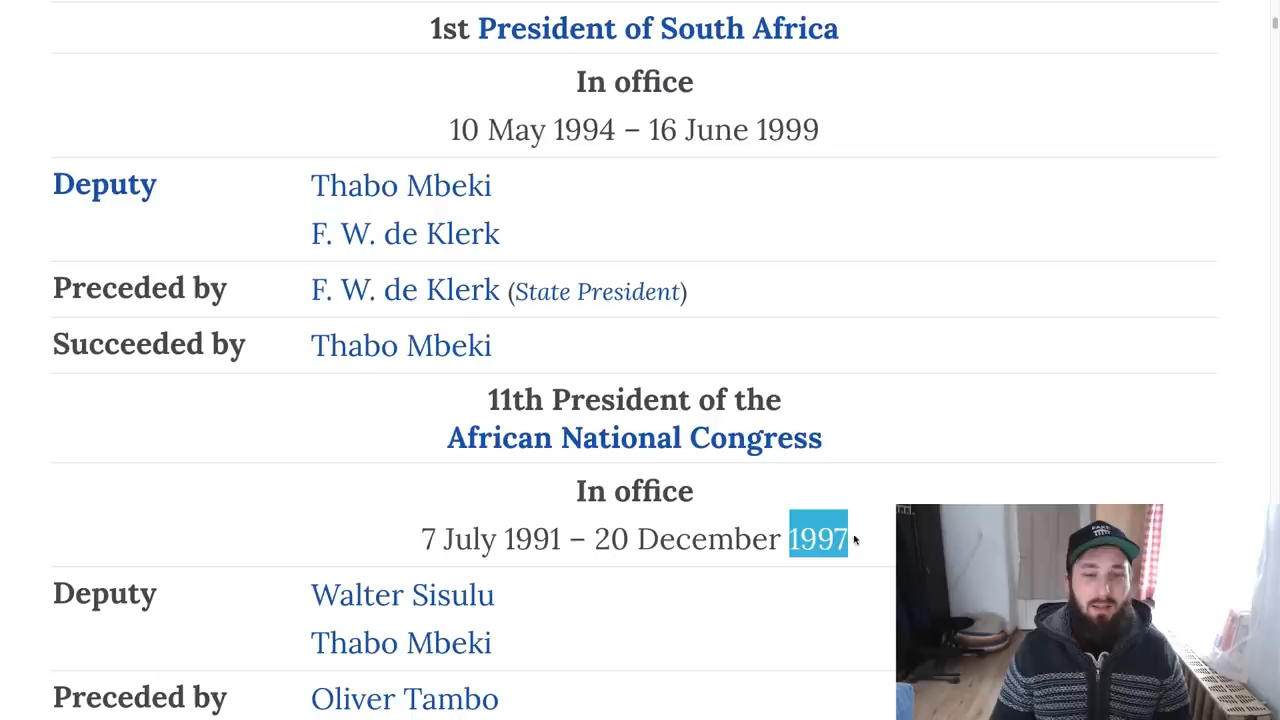 1st President of South Africa
In office
10 May 1994 – 16 June 1999
Deputy Thabo Mbeki
F. W. de Klerk
Preceded by F. W. de Klerk (State President)
Succeeded by Thabo Mbeki
11th President of the
African National Congress
In office
7 July 1991 – 20 December 1997
Deputy Walter Sisulu
Thabo Mbeki
Preceded by Oliver Tambo